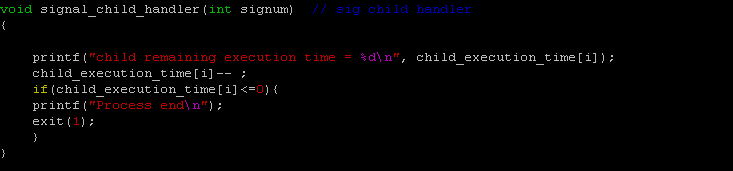 void signal_child_handler(int signum)  // sig child handler
{
printf("child remaining execution time = %d\n", child_execution_time[i]);
child_execution_time[i]-- ;
if(child_execution_time[i]<=0){
printf("Process end\n");
exit(1);
}
}